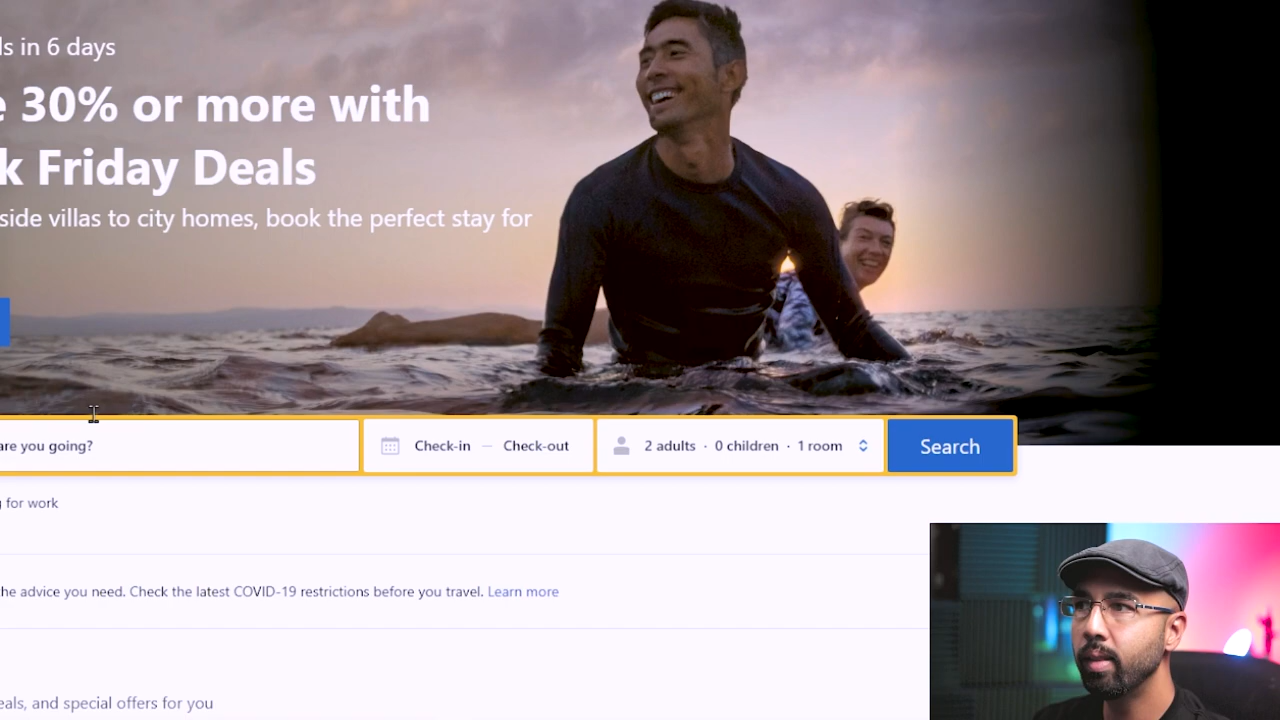 ls in 6 days
e 30% or more with
k Friday Deals
side villas to city homes, book the perfect stay for
are you going?
Check-in — Check-out
2 adults · 0 children · 1 room
Search
g for work
he advice you need. Check the latest COVID-19 restrictions before you travel. Learn more
eals, and special offers for you